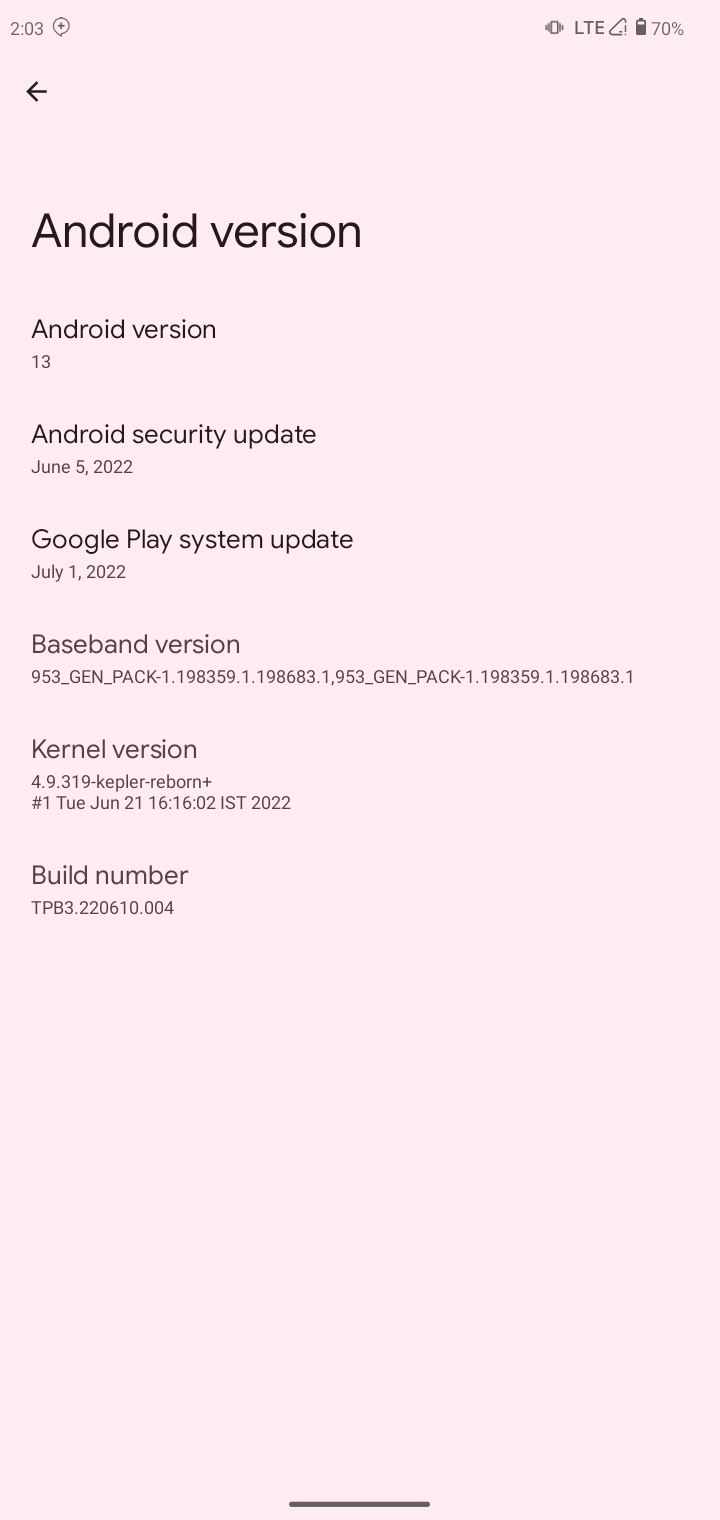 2:03 LTE 70%
Android version
Android version
13
Android security update
June 5, 2022
Google Play system update
July 1, 2022
Baseband version
953_GEN_PACK-1.198359.1.198683.1,953_GEN_PACK-1.198359.1.198683.1
Kernel version
4.9.319-kepler-reborn+
#1 Tue Jun 21 16:16:02 IST 2022
Build number
TPB3.220610.004